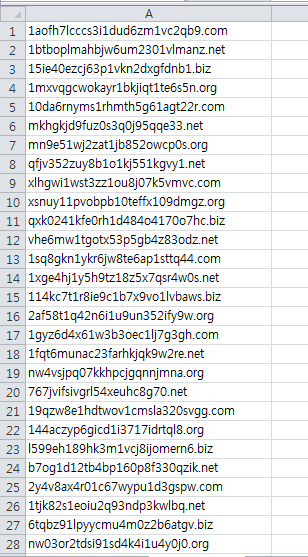 A
1 1aofh7lcccs3i1dud6zm1vc2qb9.com
2 1btboplmahbjw6um2301vlmanz.net
3 15ie40ezcj63p1vkn2dxgfdnb1.biz
4 1mxvqgcwokayr1bkjiqt1te6s5n.org
5 10da6rnyms1rhmth5g61agt22r.com
6 mkhgkjd9fuz0s3q0j95qqe33.net
7 mn9e51wj2zat1jb852owcp0s.org
8 qfjv352zuy8b1o1kj551kgvy1.net
9 xlhgwi1wst3zz1ou8j07k5vmvc.com
10 xsnuy11pvobpb10teffx109dmgz.org
11 qxk0241kfe0rh1d484o4170o7hc.biz
12 vhe6mw1tgotx53p5gb4z83odz.net
13 1sq8gkn1ykr6jw8te6ap1sttq44.com
14 1xge4hj1y5h9tz18z5x7qsr4w0s.net
15 114kc7t1r8ie9c1b7x9vo1lvbaws.biz
16 2af58t1q42n6i1u9un352ify9w.org
17 1gyz6d4x61w3b3oec1lj7g3gh.com
18 1fqt6munac23farhkjqk9w2re.net
19 nw4vsjpq07kkhpcjgqnnjmna.org
20 767jvifsivgrl54xeuhc8g70.net
21 19qzw8e1hdtwov1cmsla320svgg.com
22 144aczyp6gicd1i3717idrtql8.org
23 l599eh189hk3m1vcj8ijomern6.biz
24 b7og1d12tb4bp160p8f330qzik.net
25 2y4v8ax4r01c67wypu1d3gspw.com
26 1tjk82s1eoiu2q93ndp3kwlbq.net
27 6tqbz91lpyycmu4m0z2b6atgv.biz
28 nw03or2tdsi91sd4k4i1u4y0j0.org